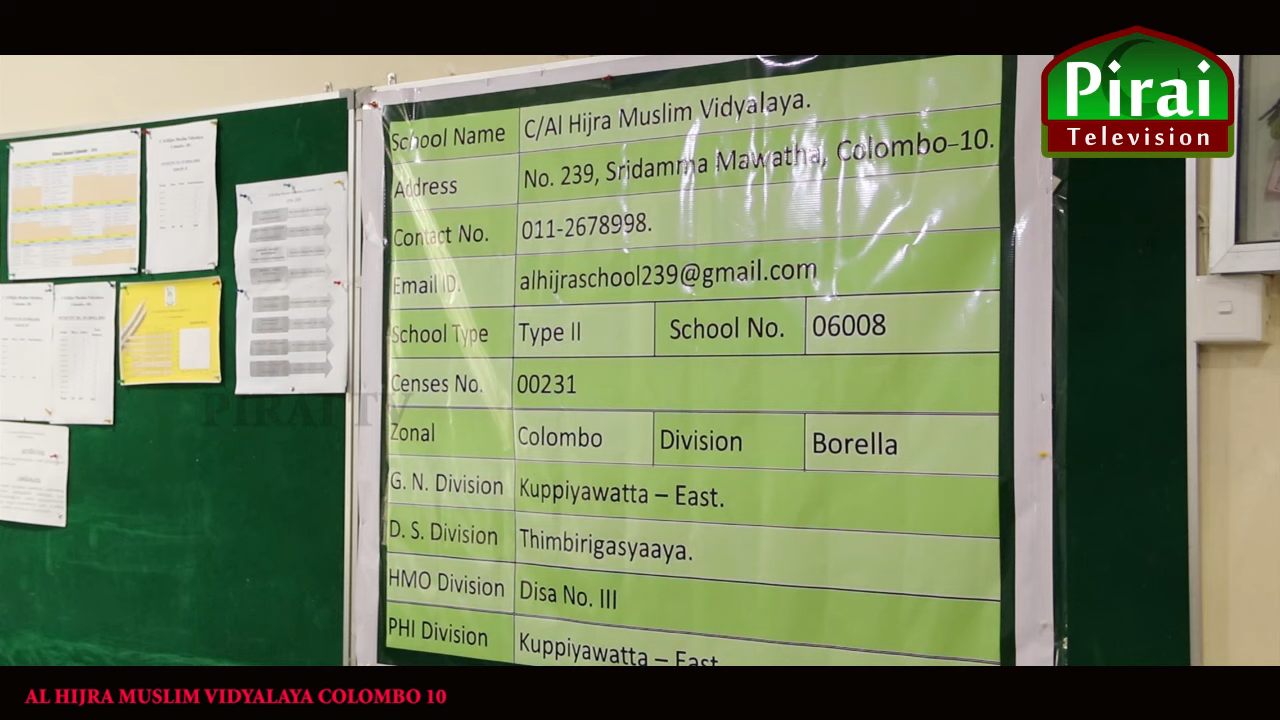 Pirai
Television
School Name C/Al Hijra Muslim Vidyalaya.
Address No. 239, Sridamma Mawatha, Colombo-10.
Contact No. 011-2678998.
Email ID. alhijraschool239@gmail.com
School Type Type II School No. 06008
Censes No. 00231
Zonal Colombo Division Borella
G. N. Division Kuppiyawatta – East.
D. S. Division Thimbirigasyaaya.
HMO Division Disa No. III
PHI Division Kuppiyawatta – East
PIRAI TV
AL HIJRA MUSLIM VIDYALAYA COLOMBO 10